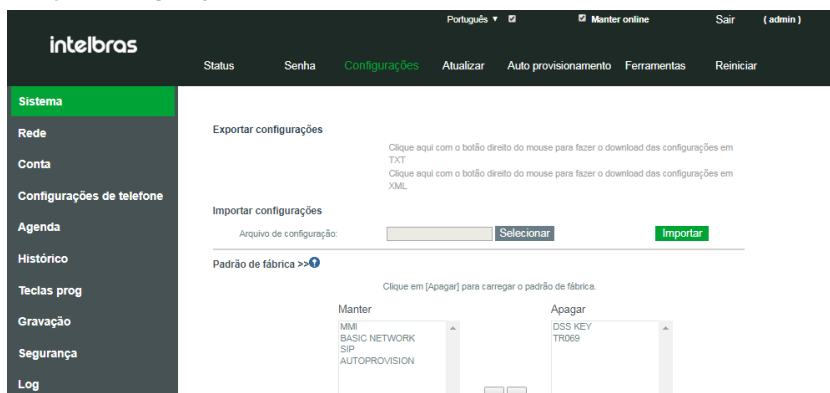 Português
Manter online
Sair
( admin )
intelbras
Status
Senha
Configurações
Atualizar
Auto provisionamento
Ferramentas
Reiniciar
Sistema
Rede
Conta
Configurações de telefone
Agenda
Histórico
Teclas prog
Gravação
Segurança
Log
Exportar configurações
Clique aqui com o botão direito do mouse para fazer o download das configurações em
TXT
Clique aqui com o botão direito do mouse para fazer o download das configurações em
XML
Importar configurações
Arquivo de configuração:
Selecionar
Importar
Padrão de fábrica >>
Clique em [Apagar] para carregar o padrão de fábrica.
Manter
Apagar
MMI
BASIC NETWORK
SIP
AUTOPROVISION
DSS KEY
TR069